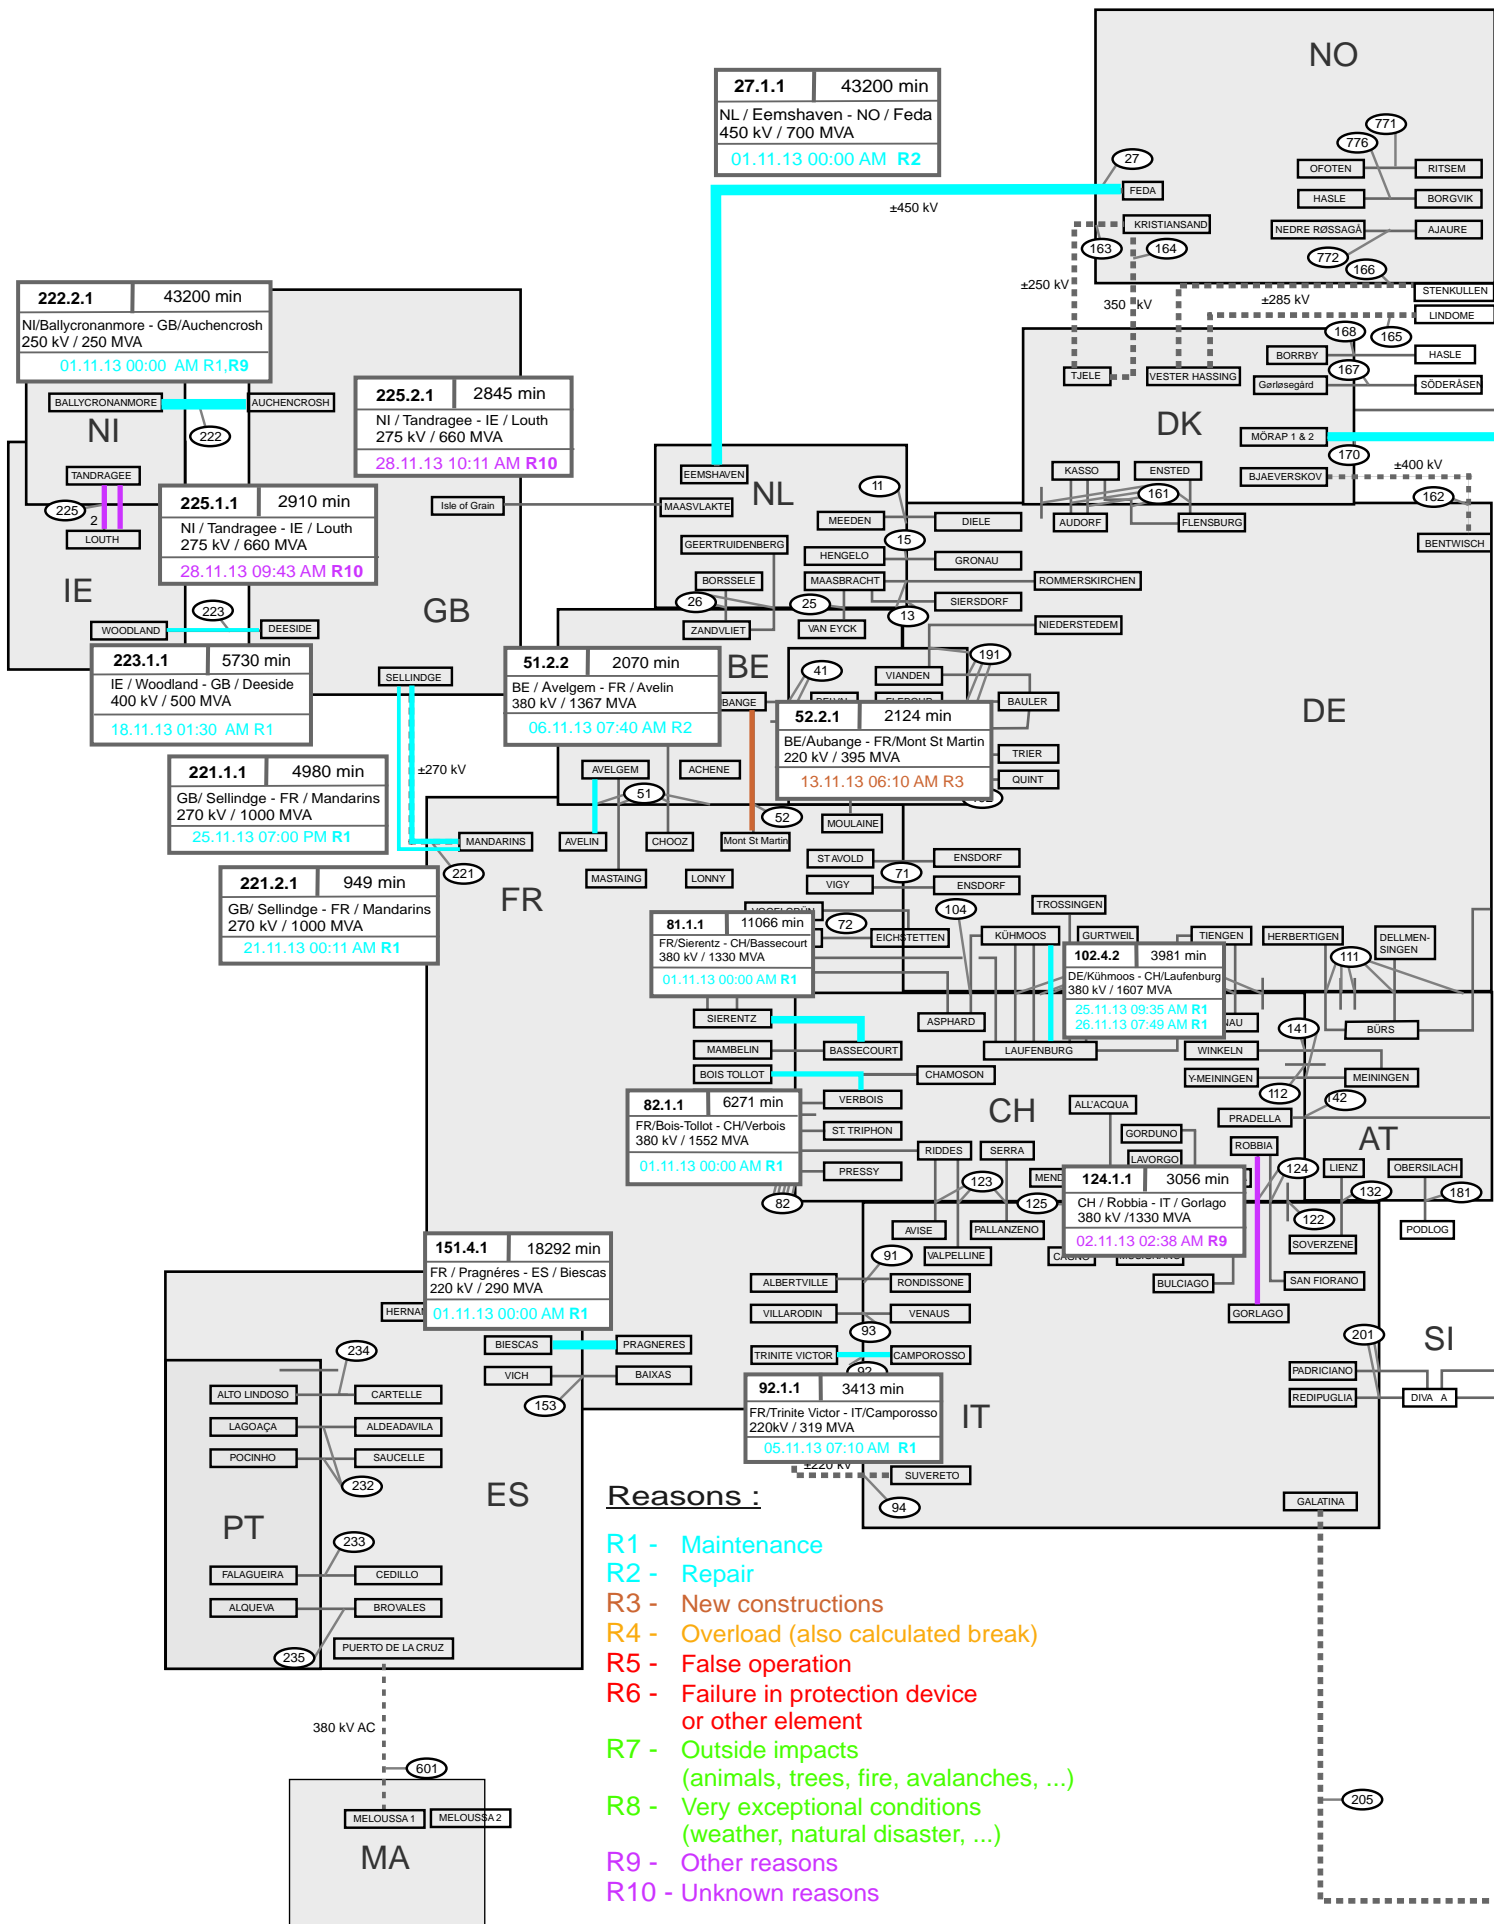 NO
27.1.1 43200 min
NL / Eemshaven - NO / Feda
450 kV / 700 MVA
01.11.13 00:00 AM R2
771
776
27
OFOTEN
RITSEM
FEDA
HASLE
BORGVIK
±450 kV
KRISTIANSAND
NEDRE RØSSAGÅ
AJAURE
163
164
772
166
±250 kV
350 kV
±285 kV
STENKULLEN
LINDOME
168
165
BORRBY
HASLE
167
TJELE
VESTER HASSING
Gørløsegård
SÖDERÅSEN
DK
MÖRAP 1 & 2
170
±400 kV
KASSO
ENSTED
BJAEVERSKOV
161
162
AUDORF
FLENSBURG
BENTWISCH
222.2.1 43200 min
NI/Ballycronanmore - GB/Auchencrosh
250 kV / 250 MVA
01.11.13 00:00 AM R1,R9
BALLYCRONANMORE
AUCHENCROSH
NI
222
225.2.1 2845 min
NI / Tandragee - IE / Louth
275 kV / 660 MVA
28.11.13 10:11 AM R10
TANDRAGEE
225
2
LOUTH
225.1.1 2910 min
NI / Tandragee - IE / Louth
275 kV / 660 MVA
28.11.13 09:43 AM R10
IE
GB
223
WOODLAND
DEESIDE
223.1.1 5730 min
IE / Woodland - GB / Deeside
400 kV / 500 MVA
18.11.13 01:30 AM R1
Isle of Grain
EEMSHAVEN
NL
11
MAASVLAKTE
MEEDEN
DIELE
GEERTRUIDENBERG
15
HENGELO
GRONAU
BORSSELE
MAASBRACHT
ROMMERSKIRCHEN
26
25
SIERSDORF
13
ZANDVLIET
VAN EYCK
NIEDERSTEDEM
SELLINDGE
51.2.2 2070 min
BE / Avelgem - FR / Avelin
380 kV / 1367 MVA
06.11.13 07:40 AM R2
BE
41
191
VIANDEN
BANGE
BAULER
DE
52.2.1 2124 min
BE/Aubange - FR/Mont St Martin
220 kV / 395 MVA
13.11.13 06:10 AM R3
TRIER
QUINT
221.1.1 4980 min
GB/ Sellindge - FR / Mandarins
270 kV / 1000 MVA
25.11.13 07:00 PM R1
±270 kV
AVELGEM
ACHENE
51
52
MOULAINE
MANDARINS
AVELIN
CHOOZ
Mont St Martin
221
MASTAING
LONNY
ST AVOLD
ENSDORF
71
VIGY
ENSDORF
221.2.1 949 min
GB/ Sellindge - FR / Mandarins
270 kV / 1000 MVA
21.11.13 00:11 AM R1
FR
104
TROSSINGEN
72
EICHSTETTEN
KÜHMOOS
GURTWEIL
TIENGEN
HERBERTIGEN
DELLMEN-
SINGEN
111
81.1.1 11066 min
FR/Sierentz - CH/Bassecourt
380 kV / 1330 MVA
01.11.13 00:00 AM R1
102.4.2 3981 min
DE/Kühmoos - CH/Laufenburg
380 kV / 1607 MVA
25.11.13 09:35 AM R1
26.11.13 07:49 AM R1
SIERENTZ
ASPHARD
NAU
141
BÜRS
MAMBELIN
BASSECOURT
LAUFENBURG
WINKELN
BOIS TOLLOT
CHAMOSON
Y-MEININGEN
MEININGEN
112
142
82.1.1 6271 min
FR/Bois-Tollot - CH/Verbois
380 kV / 1552 MVA
01.11.13 00:00 AM R1
VERBOIS
CH
ALL'ACQUA
PRADELLA
ST. TRIPHON
GORDUNO
AT
RIDDES
SERRA
LAVORGO
ROBBIA
PRESSY
MEND
124
LIENZ
OBERSILACH
123
125
132
181
82
124.1.1 3056 min
CH / Robbia - IT / Gorlago
380 kV /1330 MVA
02.11.13 02:38 AM R9
AVISE
PALLANZENO
122
PODLOG
VALPELLINE
SOVERZENE
151.4.1 18292 min
FR / Pragnéres - ES / Biescas
220 kV / 290 MVA
01.11.13 00:00 AM R1
91
ALBERTVILLE
RONDISSONE
BULCIAGO
SAN FIORANO
VILLARODIN
VENAUS
GORLAGO
93
201
SI
BIESCAS
PRAGNERES
TRINITE VICTOR
CAMPOROSSO
PADRICIANO
234
VICH
BAIXAS
153
92.1.1 3413 min
FR/Trinite Victor - IT/Camporosso
220kV / 319 MVA
05.11.13 07:10 AM R1
IT
REDIPUGLIA
DIVA A
ALTO LINDOSO
CARTELLE
LAGOAÇA
ALDEADAVILA
POCINHO
SAUCELLE
±220 kV
SUVERETO
232
ES
94
GALATINA
PT
233
FALAGUEIRA
CEDILLO
ALQUEVA
BROVALES
235
PUERTO DE LA CRUZ
380 kV AC
601
MELOUSSA 1
MELOUSSA 2
MA
205
Reasons :
R1 - Maintenance
R2 - Repair
R3 - New constructions
R4 - Overload (also calculated break)
R5 - False operation
R6 - Failure in protection device
or other element
R7 - Outside impacts
(animals, trees, fire, avalanches, ...)
R8 - Very exceptional conditions
(weather, natural disaster, ...)
R9 - Other reasons
R10 - Unknown reasons